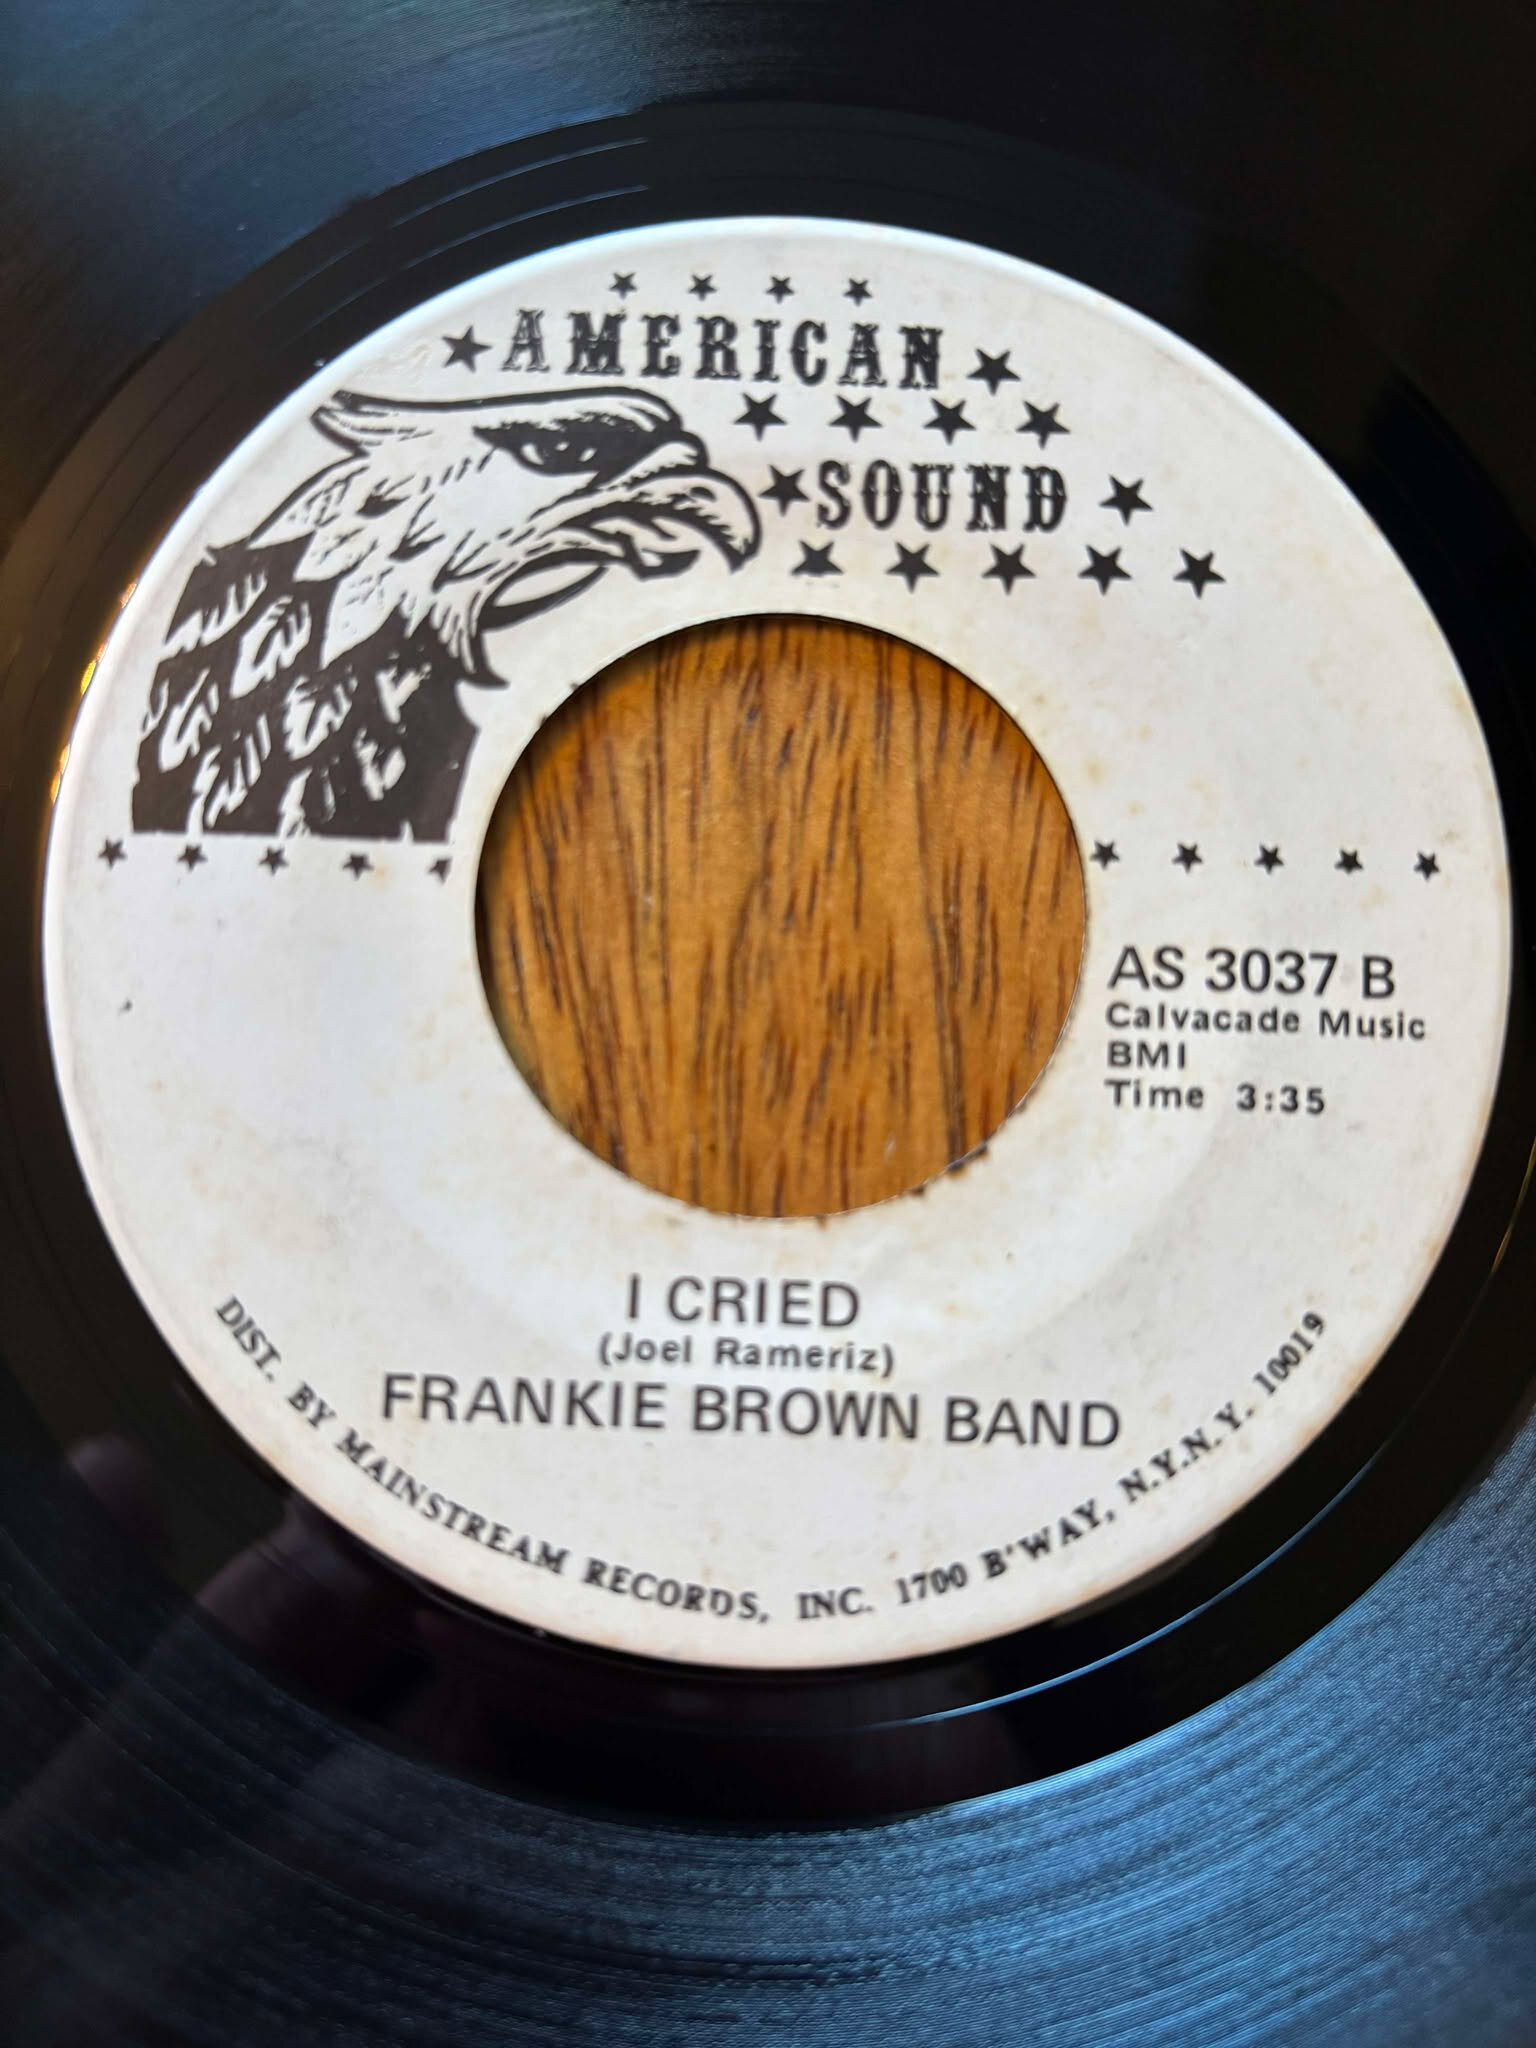 AMERICAN
SOUND
AS 3037 B
Calvacade Music
BMI
Time 3:35
I CRIED
(Joel Rameriz)
FRANKIE BROWN BAND
DIST. BY MAINSTREAM RECORDS, INC. 1700 B'WAY, N.Y.N.Y. 10019